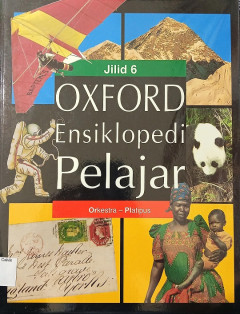 Jilid 6
OXFORD
Ensiklopedi
Pelajar
Orkestra – Platipus